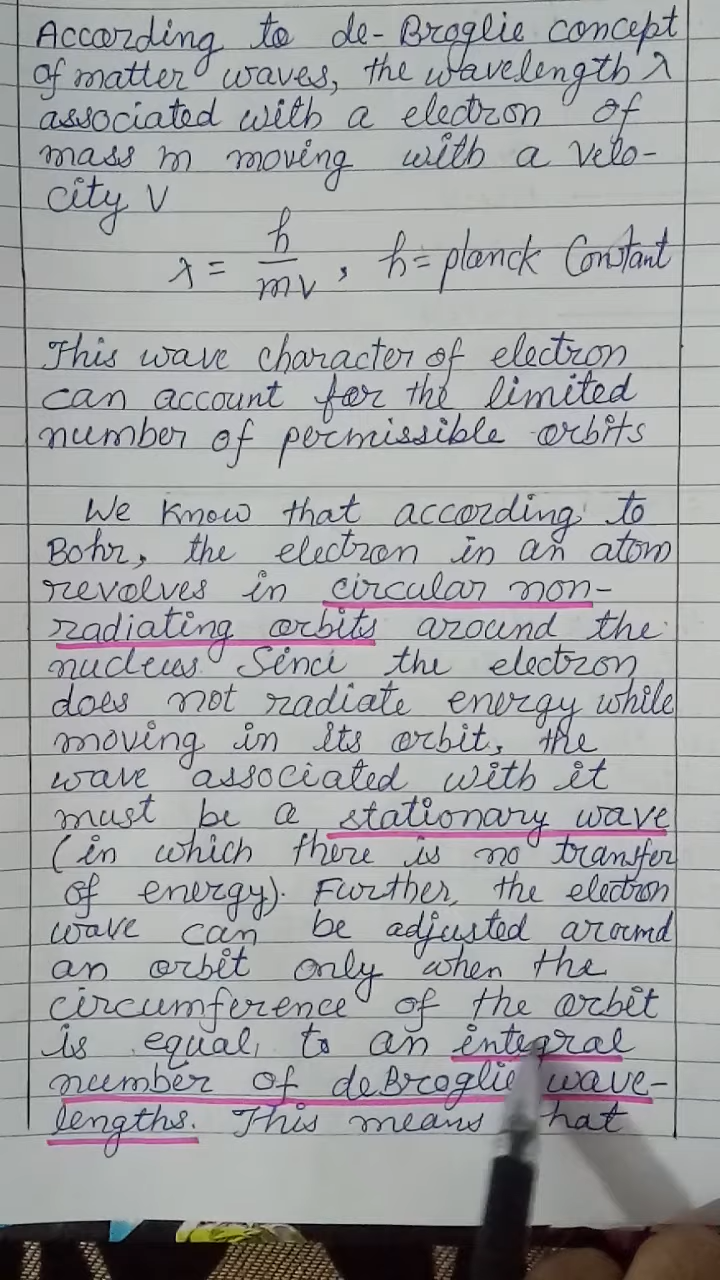 According to de-Broglie concept
of matter waves, the wavelength λ
associated with a electron of
mass m moving with a velo-
city V
λ = h/mv, h = planck Constant
This wave character of electron
can account for the limited
number of permissible orbits
We know that according to
Bohr, the electron in an atom
revolves in circular non-
radiating orbits around the
nucleus Sinci the electron
does not radiate energy while
moving in its orbit, the
wave associated with it
must be a stationary wave
(in which there is no transfer
of energy). Further, the electron
wave can be adjusted around
an orbit only when the
circumference of the orbit
is equal to an integral
number of deBroglie wave-
lengths. This means that